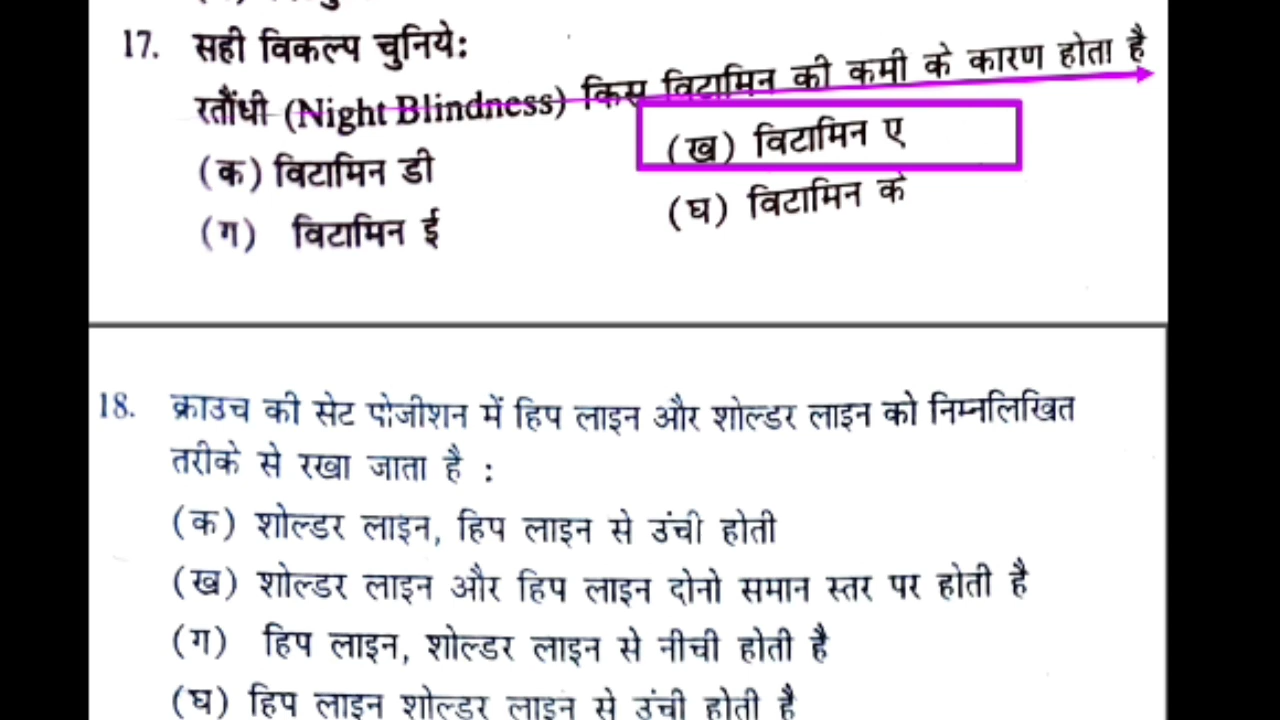 17. सही विकल्प चुनिये:
रतौंधी (Night Blindness) किस विटामिन की कमी के कारण होता है
(क) विटामिन डी (ख) विटामिन ए
(ग) विटामिन ई (घ) विटामिन के
18. क्राउच की सेट पोजीशन में हिप लाइन और शोल्डर लाइन को निम्नलिखित
तरीके से रखा जाता है :
(क) शोल्डर लाइन, हिप लाइन से उंची होती
(ख) शोल्डर लाइन और हिप लाइन दोनो समान स्तर पर होती है
(ग) हिप लाइन, शोल्डर लाइन से नीची होती है
(घ) हिप लाइन शोल्डर लाइन से उंची होती है